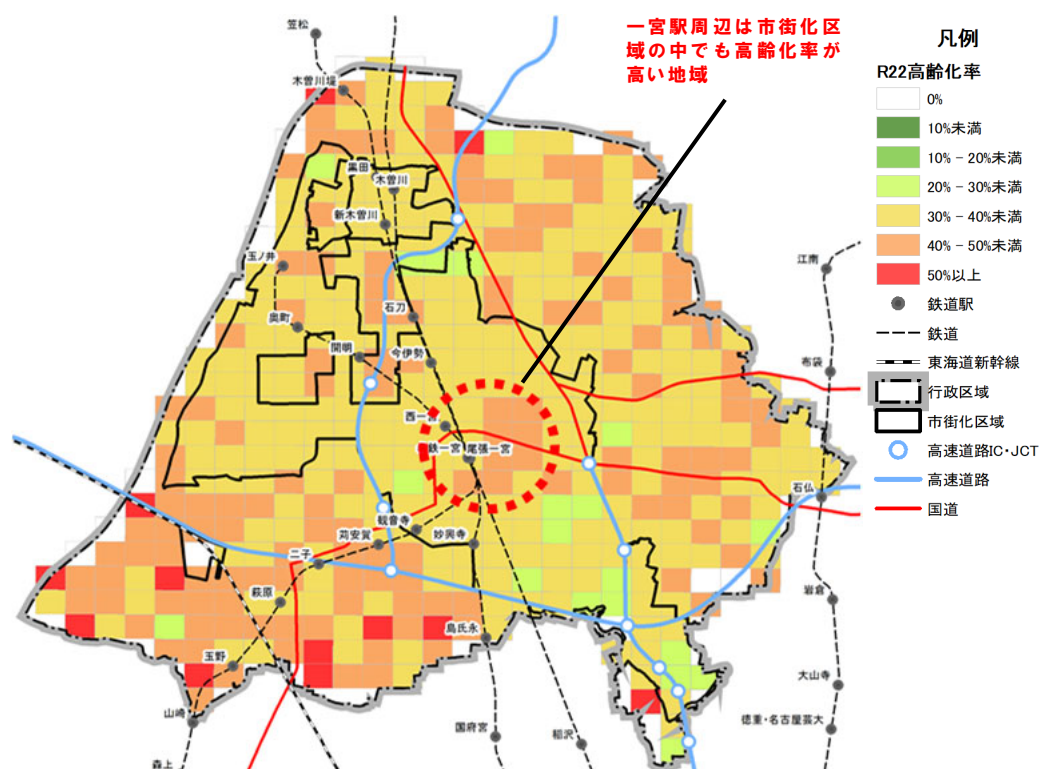 一宮駅周辺は市街化区
域の中でも高齢化率が
高い地域
凡例
R22高齢化率
0%
10%未満
10% - 20%未満
20% - 30%未満
30% - 40%未満
40% - 50%未満
50%以上
鉄道駅
鉄道
東海道新幹線
行政区域
市街化区域
高速道路IC・JCT
高速道路
国道
笠松
木曽川堤
黒田
木曽川
新木曽川
玉ノ井
奥町
石刀
開明
今伊勢
西一宮
鉄一宮
尾張一宮
観音寺
苅安賀
妙興寺
二子
萩原
島氏永
玉野
山崎
森上
国府宮
稲沢
江南
布袋
石仏
岩倉
大山寺
徳重・名古屋芸大